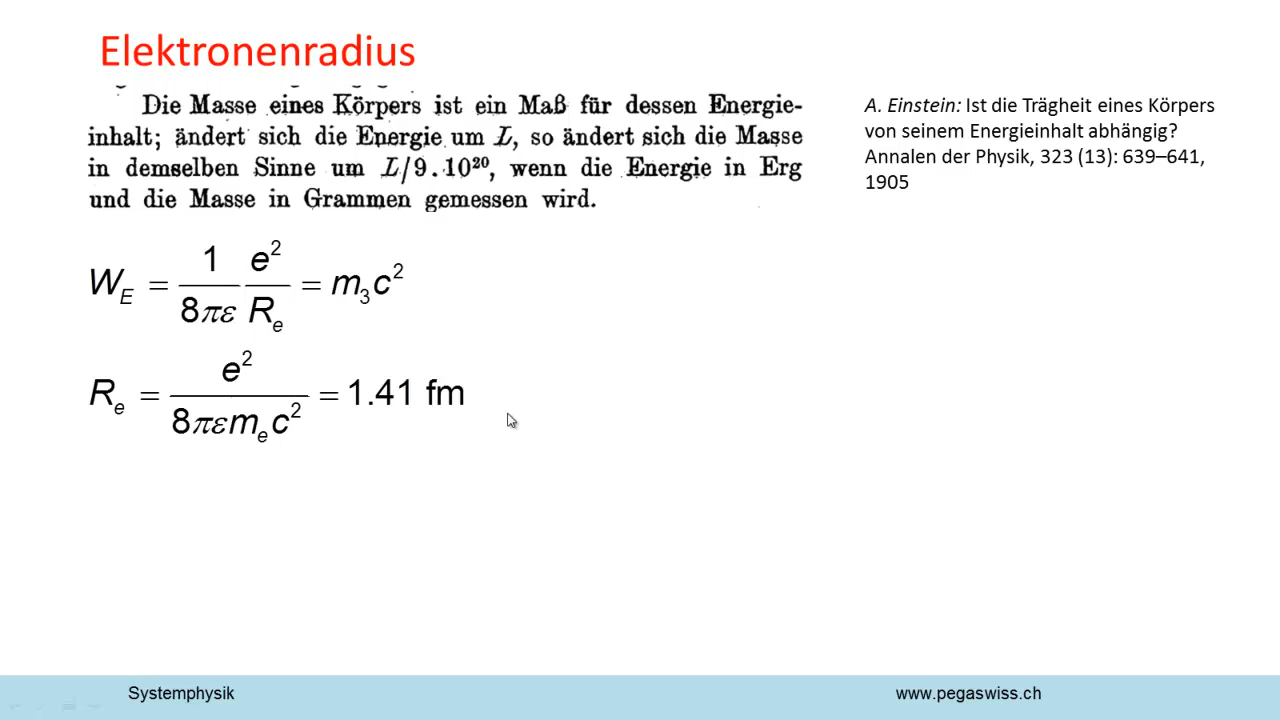 Elektronenradius
Die Masse eines Körpers ist ein Maß für dessen Energie-
inhalt; ändert sich die Energie um L, so ändert sich die Masse
in demselben Sinne um L/9.10²⁰, wenn die Energie in Erg
und die Masse in Grammen gemessen wird.
A. Einstein: Ist die Trägheit eines Körpers
von seinem Energieinhalt abhängig?
Annalen der Physik, 323 (13): 639–641,
1905
W_E = 1/(8πε) e²/R_e = m₃c²
R_e = e²/(8πεm_ec²) = 1.41 fm
Systemphysik
www.pegaswiss.ch